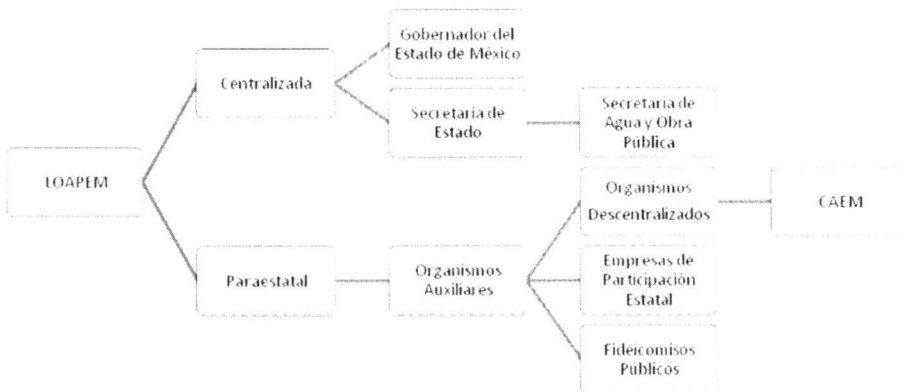 Gobernador del
Estado de México
Centralizada
Secretaría de
Estado
Secretaría de
Agua y Obra
Pública
LOAPEM
Organismos
Descentralizados
CAEM
Paraestatal
Organismos
Auxiliares
Empresas de
Participación
Estatal
Fideicomisos
Públicos